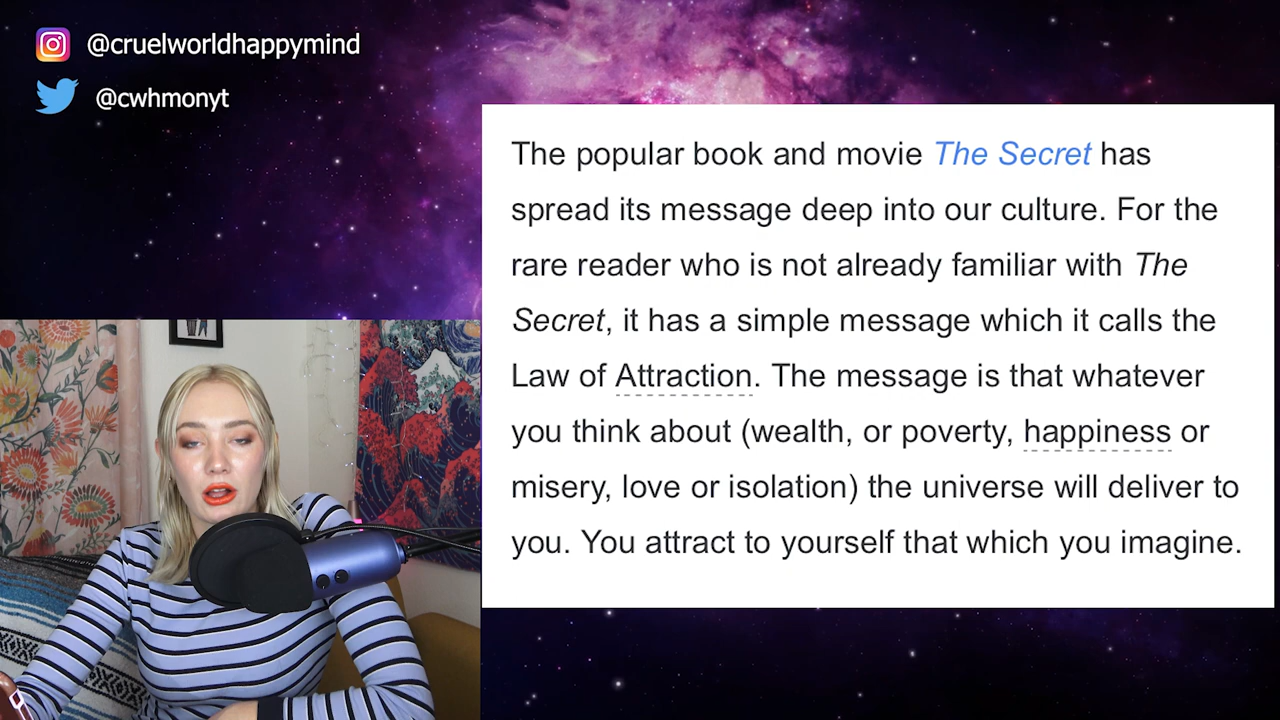 @cruelworldhappymind
@cwhmonyt
The popular book and movie The Secret has
spread its message deep into our culture. For the
rare reader who is not already familiar with The
Secret, it has a simple message which it calls the
Law of Attraction. The message is that whatever
you think about (wealth, or poverty, happiness or
misery, love or isolation) the universe will deliver to
you. You attract to yourself that which you imagine.